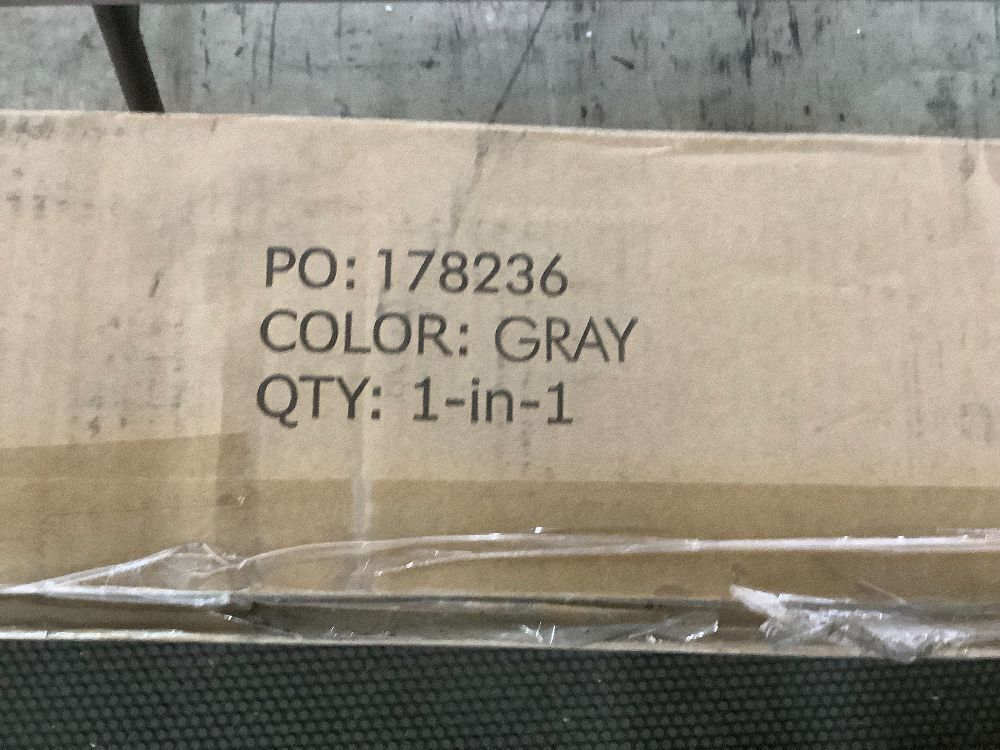 PO: 178236
COLOR: GRAY
QTY: 1-in-1